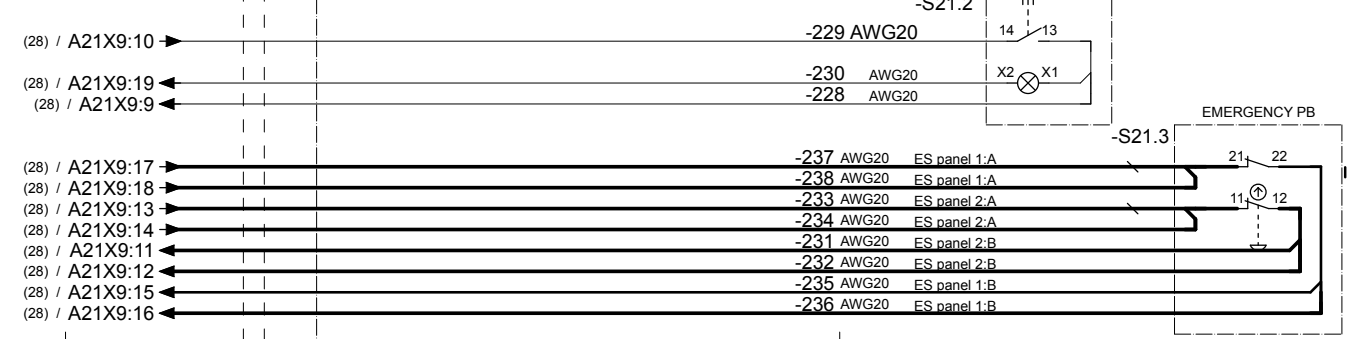 -S21.2
(28) / A21X9:10 -229 AWG20 14 13
(28) / A21X9:19 -230 AWG20 X2 X1
(28) / A21X9:9 -228 AWG20
EMERGENCY PB
-S21.3
(28) / A21X9:17 -237 AWG20 ES panel 1:A 21 22
(28) / A21X9:18 -238 AWG20 ES panel 1:A
(28) / A21X9:13 -233 AWG20 ES panel 2:A 11 12
(28) / A21X9:14 -234 AWG20 ES panel 2:A
(28) / A21X9:11 -231 AWG20 ES panel 2:B
(28) / A21X9:12 -232 AWG20 ES panel 2:B
(28) / A21X9:15 -235 AWG20 ES panel 1:B
(28) / A21X9:16 -236 AWG20 ES panel 1:B